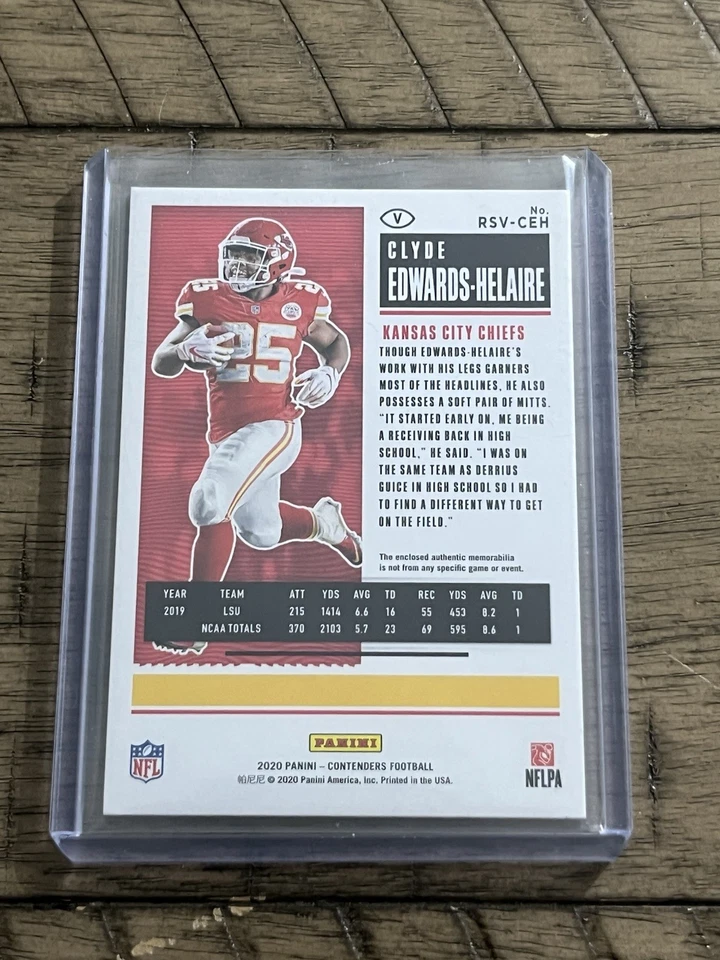 V
No.
RSV-CEH
CLYDE
EDWARDS-HELAIRE
KANSAS CITY CHIEFS
THOUGH EDWARDS-HELAIRE'S
WORK WITH HIS LEGS GARNERS
MOST OF THE HEADLINES, HE ALSO
POSSESSES A SOFT PAIR OF MITTS.
"IT STARTED EARLY ON, ME BEING
A RECEIVING BACK IN HIGH
SCHOOL," HE SAID. "I WAS ON
THE SAME TEAM AS DERRIUS
GUICE IN HIGH SCHOOL SO I HAD
TO FIND A DIFFERENT WAY TO GET
ON THE FIELD."
25
25
The enclosed authentic memorabilia
is not from any specific game or event.
YEAR TEAM ATT YDS AVG TD REC YDS AVG TD
2019 LSU 215 1414 6.6 16 55 453 8.2 1
NCAA TOTALS 370 2103 5.7 23 69 595 8.6 1
PANINI
NFL
NFLPA
2020 PANINI – CONTENDERS FOOTBALL
帕尼尼 © 2020 Panini America, Inc. Printed in the USA.